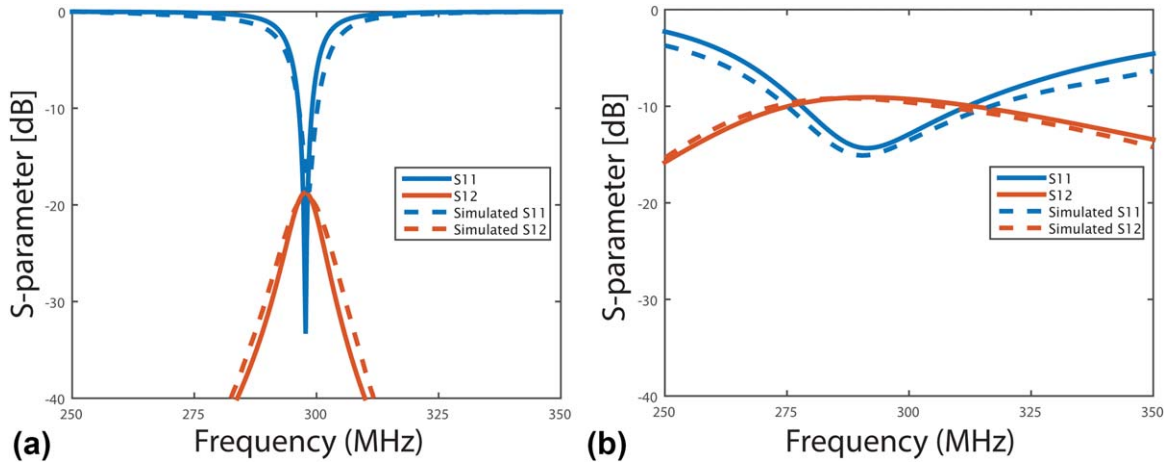 S-parameter [dB]
0
-10
-20
-30
-40
250
275
300
325
350
Frequency (MHz)
S11
S12
Simulated S11
Simulated S12
(a)
S-parameter [dB]
0
-10
-20
-30
-40
250
275
300
325
350
Frequency (MHz)
S11
S12
Simulated S11
Simulated S12
(b)